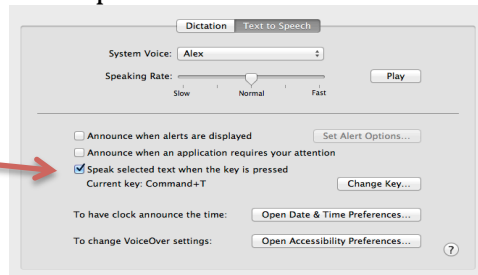 Dictation Text to Speech
System Voice: Alex
Speaking Rate: Play
Slow Normal Fast
Announce when alerts are displayed Set Alert Options...
Announce when an application requires your attention
Speak selected text when the key is pressed
Current key: Command+T Change Key...
To have clock announce the time: Open Date & Time Preferences...
To change VoiceOver settings: Open Accessibility Preferences... ?